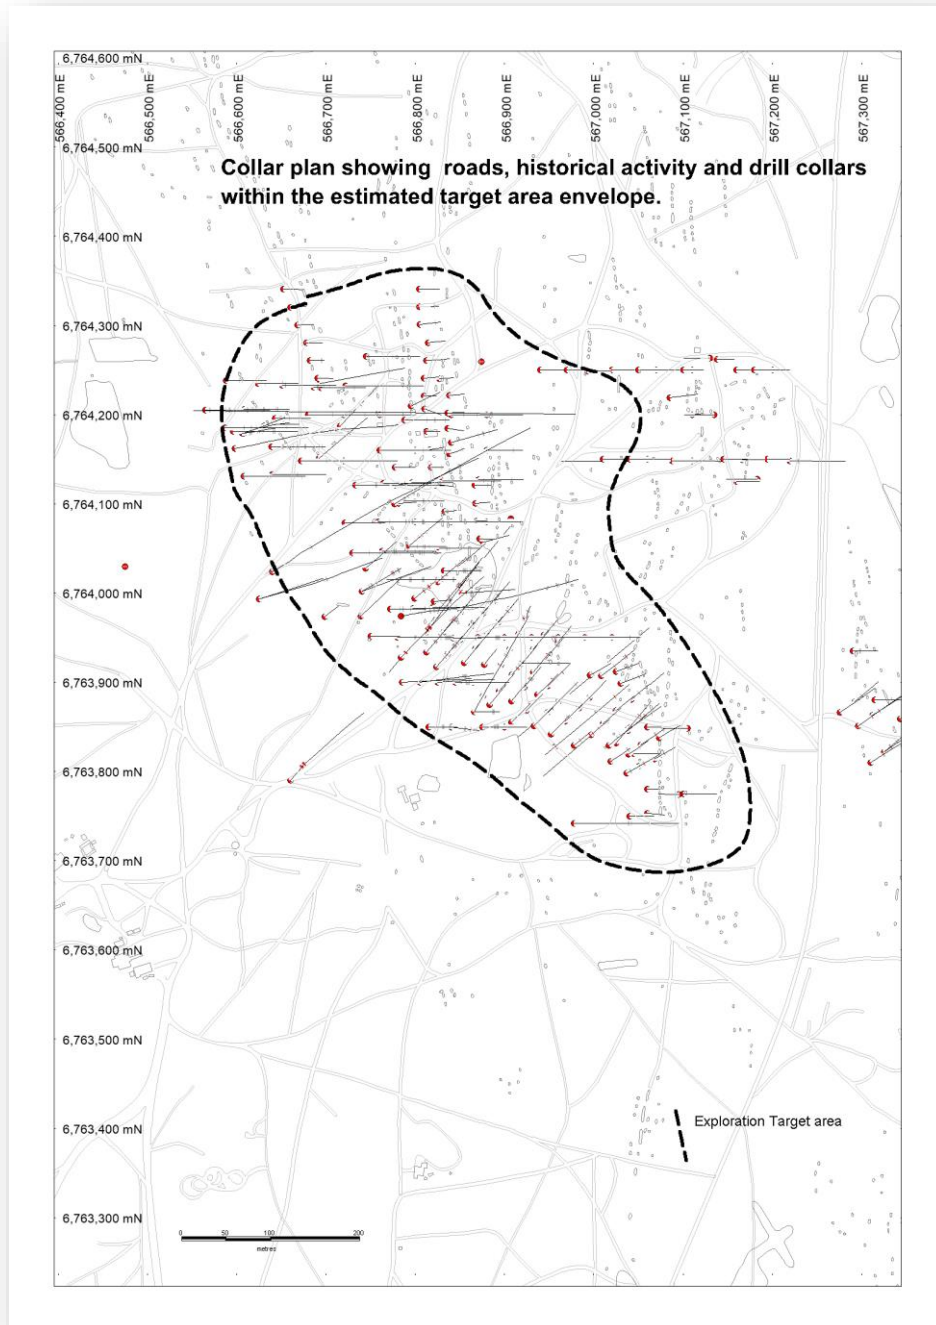 6,764,600 mN
566,400 mE
566,500 mE
566,600 mE
566,700 mE
566,800 mE
566,900 mE
567,000 mE
567,100 mE
567,200 mE
567,300 mE
6,764,500 mN
Collar plan showing roads, historical activity and drill collars
within the estimated target area envelope.
6,764,400 mN
6,764,300 mN
6,764,200 mN
6,764,100 mN
6,764,000 mN
6,763,900 mN
6,763,800 mN
6,763,700 mN
6,763,600 mN
6,763,500 mN
6,763,400 mN
Exploration Target area
6,763,300 mN
0 50 100 200
metres